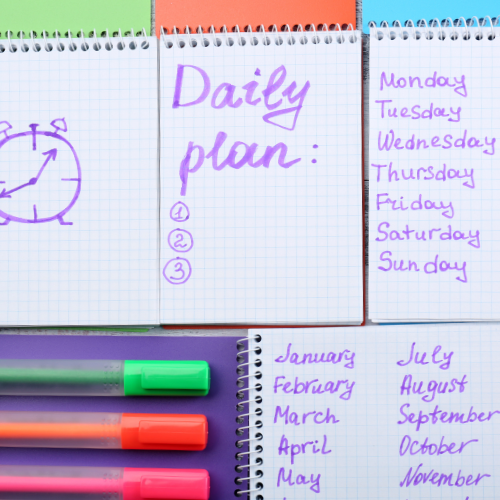 Daily
plan:
1
2
3
Monday
Tuesday
Wednesday
Thursday
Friday
Saturday
Sunday
January
February
March
April
May
July
August
September
October
November